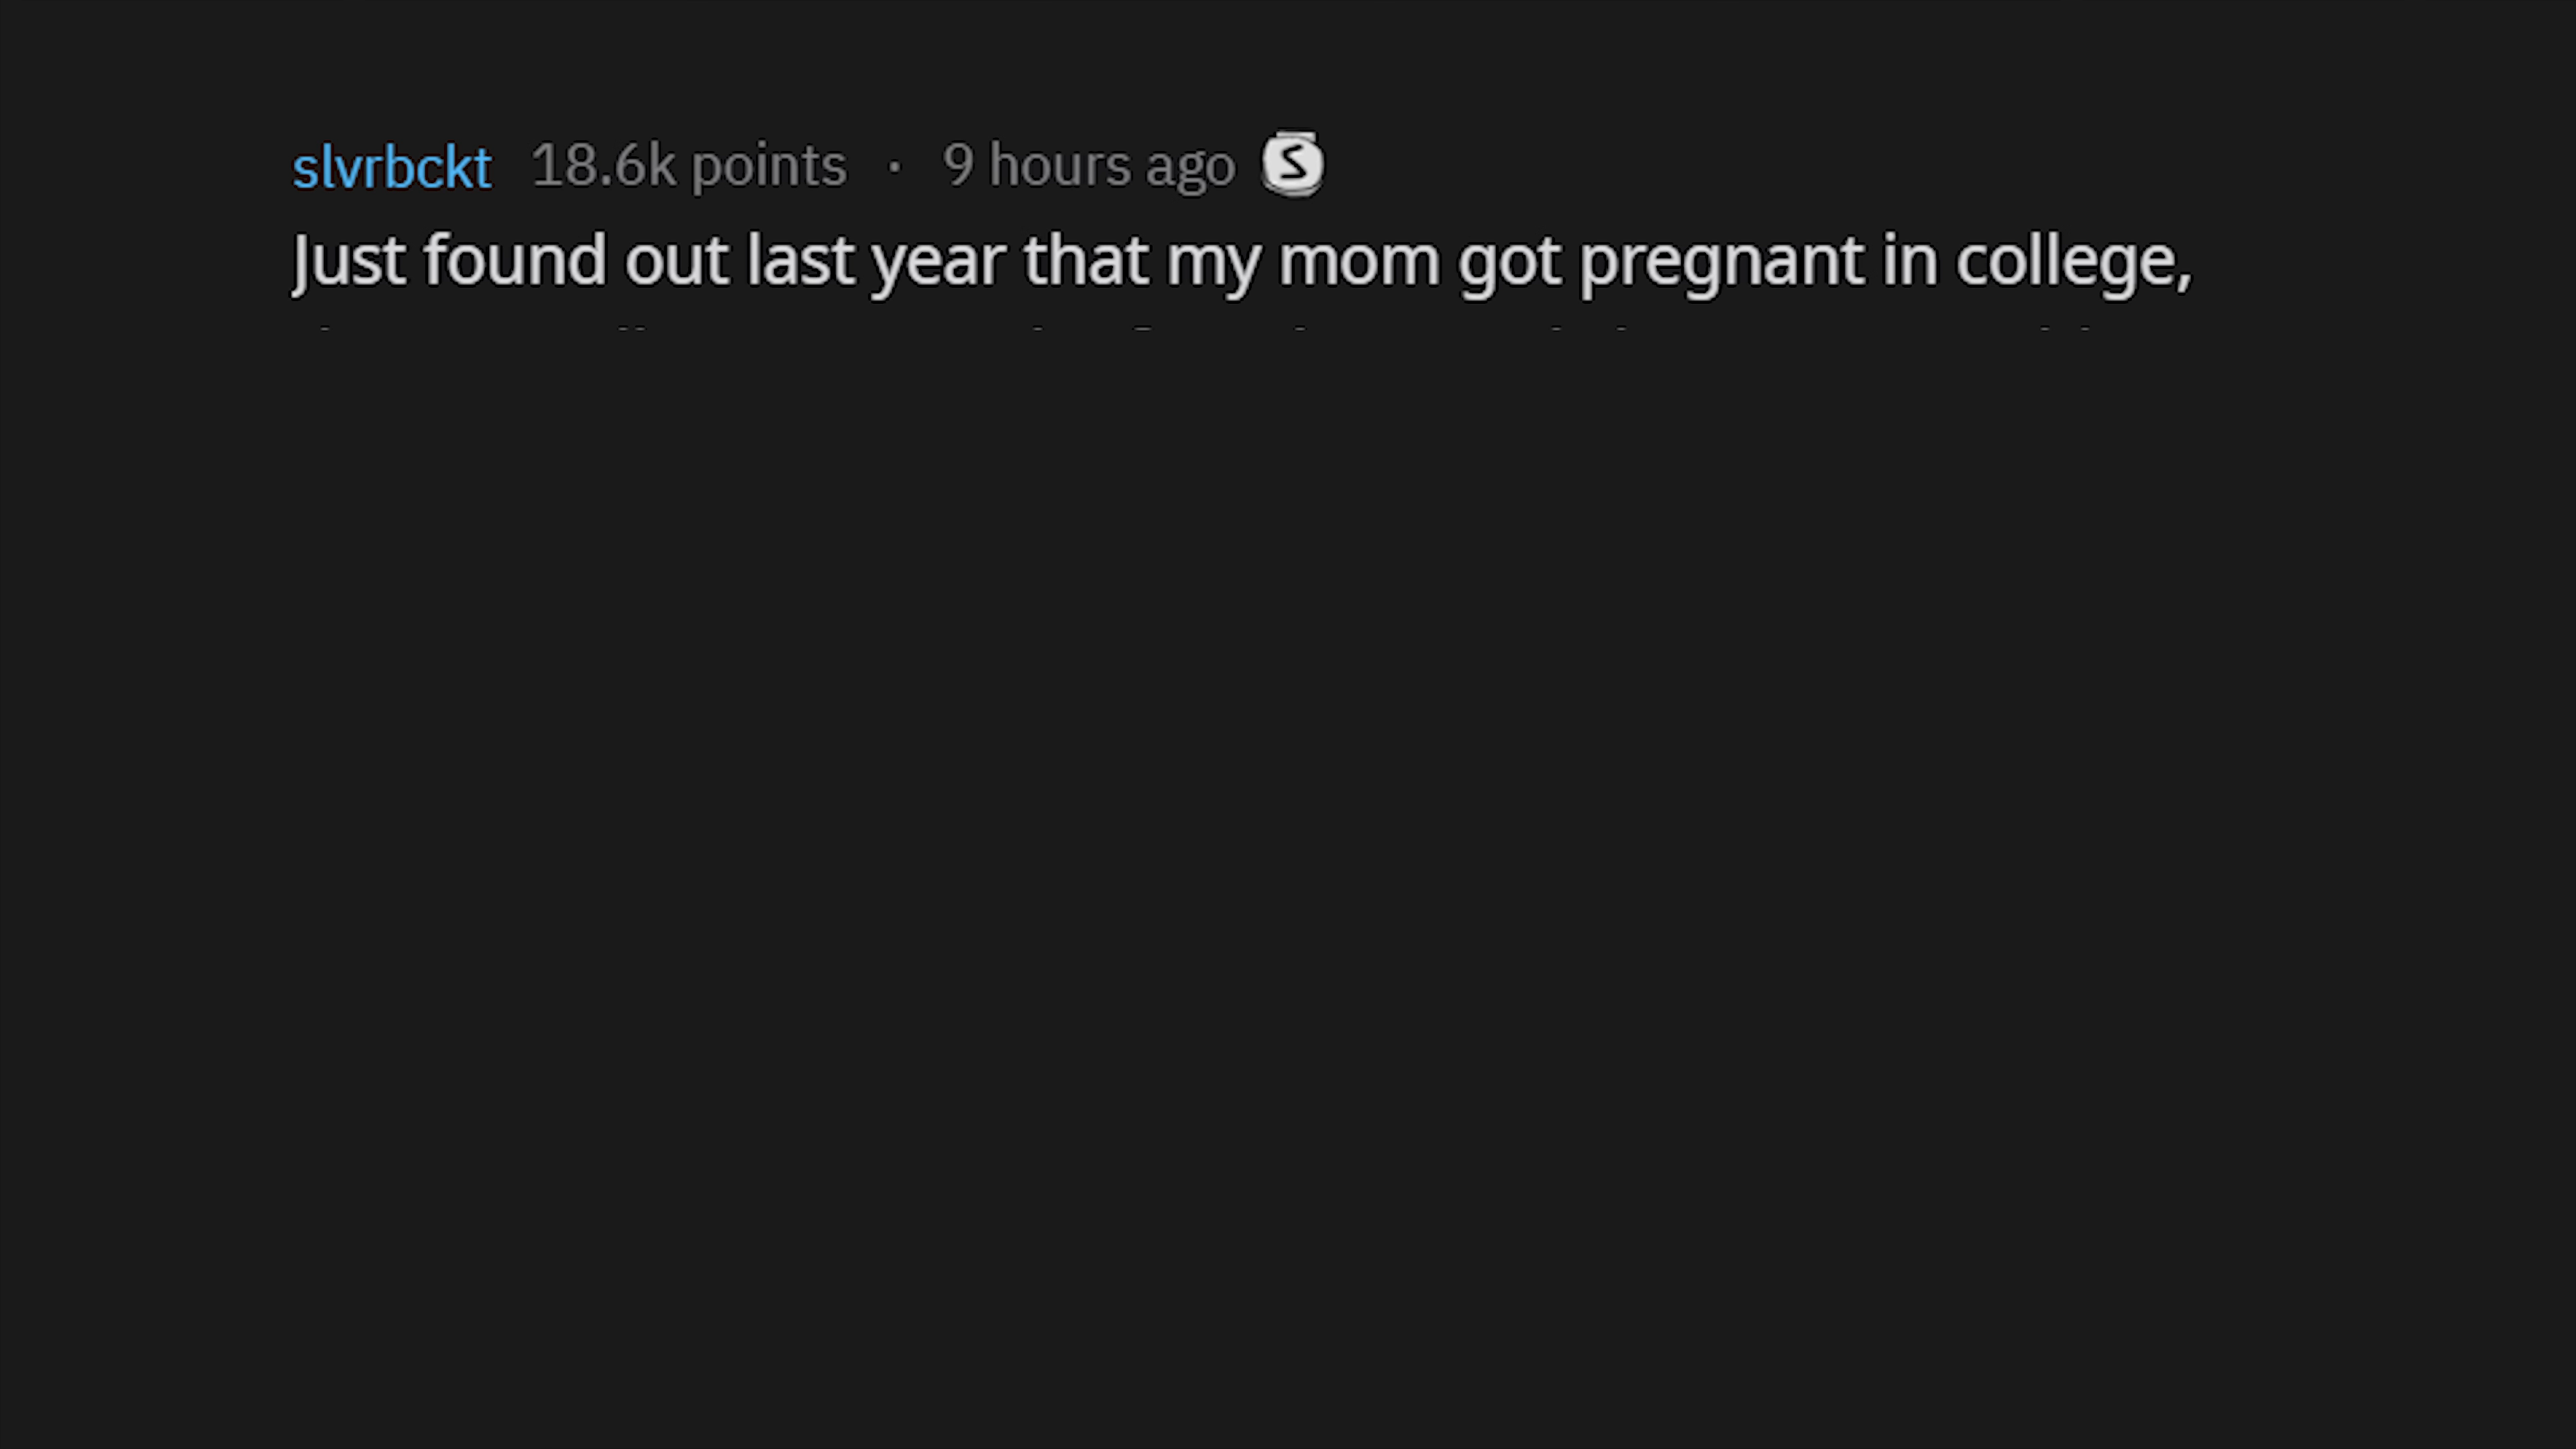 slvrbckt 18.6k points · 9 hours ago S
Just found out last year that my mom got pregnant in college,